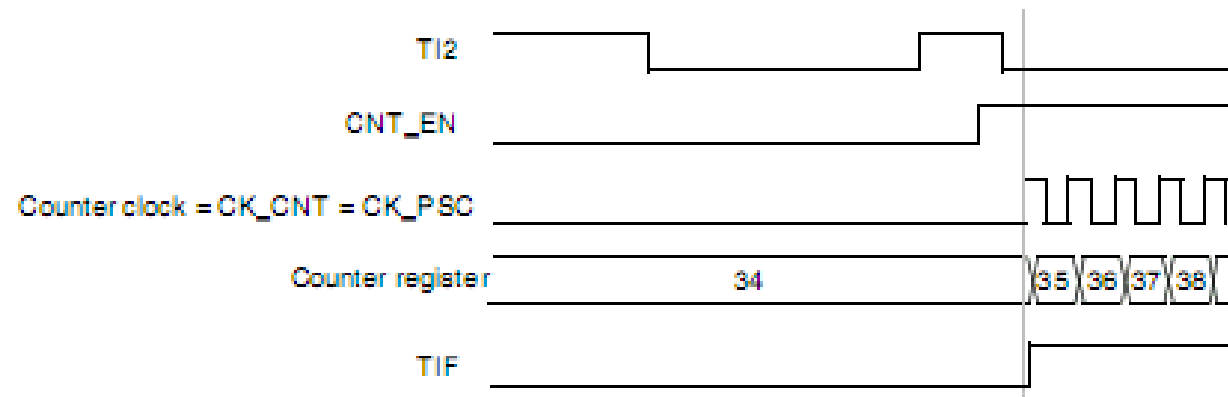 TI2
CNT_EN
Counter clock = CK_CNT = CK_PSC
Counter register 34 35 36 37 38
TIF